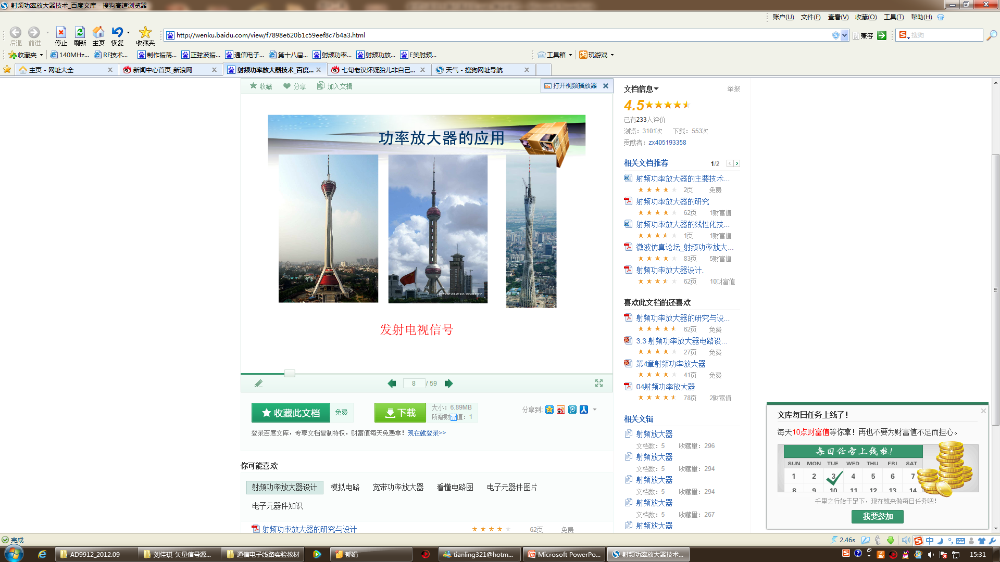 射频功率放大器技术_百度文库 - 搜狗高速浏览器
账户(U) 文件(F) 查看(V) 收藏(O) 工具(T) 帮助(H)
后退 前进 停止 刷新 主页 恢复 收藏夹
http://wenku.baidu.com/view/f7898e620b1c59eef8c7b4a3.html
兼容 搜狗
收藏夹 140MHz... RF技术... 制作振荡... 正弦波振... 通信电子... 第十八届... 射频功率... 射频功放... E类射频... 工具箱 玩游戏
主页 - 网址大全 新闻中心首页_新浪网 射频功率放大器技术_百度... 七旬老汉怀疑胎儿非自己... 天气 - 搜狗网址导航
收藏 分享 加入文辑 打开视频播放器
功率放大器的应用
cnzozo.com
发射电视信号
8 / 59
收藏此文档 免费 下载
大小：6.89MB
所需财富值：1
分享到:
登录百度文库，专享文档复制特权，财富值每天免费拿！现在就登录>>
你可能喜欢
射频功率放大器设计 模拟电路 宽带功率放大器 看懂电路图 电子元器件图片
电子元器件知识
射频功率放大器的研究与设计 62页 免费
文档信息 举报
4.5
已有233人评价
浏览：3101次 下载：553次
贡献者：zx405193358
相关文档推荐 1/2
射频功率放大器的主要技术...
2页 免费
射频功率放大器的研究
62页 1财富值
射频功率放大器的线性化技...
1页 1财富值
微波仿真论坛_射频功率放大...
83页 5财富值
射频功率放大器设计.
62页 10财富值
喜欢此文档的还喜欢
射频功率放大器的研究与设...
62页 免费
3.3 射频功率放大器电路设...
27页 免费
第4章射频功率放大器
41页 免费
04射频功率放大器
78页 2财富值
相关文辑
射频放大器
文档数：5 收藏量：296
射频放大器
文档数：5 收藏量：294
射频放大器
文档数：5 收藏量：294
射频放大器
文档数：5 收藏量：267
射频放大器
文库每日任务上线了！
每天10点财富值等你拿！再也不要为财富值不足而担心。
每日任务上线啦！
SUN MON TUE WED THU FRI SAT
1 2 3 4 5 6 7
8 9 10 11 12 13 14
千里之行始于足下，现在就来做每日任务吧！
我要参加
完成 2.46s 中
AD9912_2012.09 刘佳琪-矢量信号源... 通信电子线路实验教材 郁娟 tianling321@hotm... Microsoft PowerPo... 射频功率放大器技术... 15:31